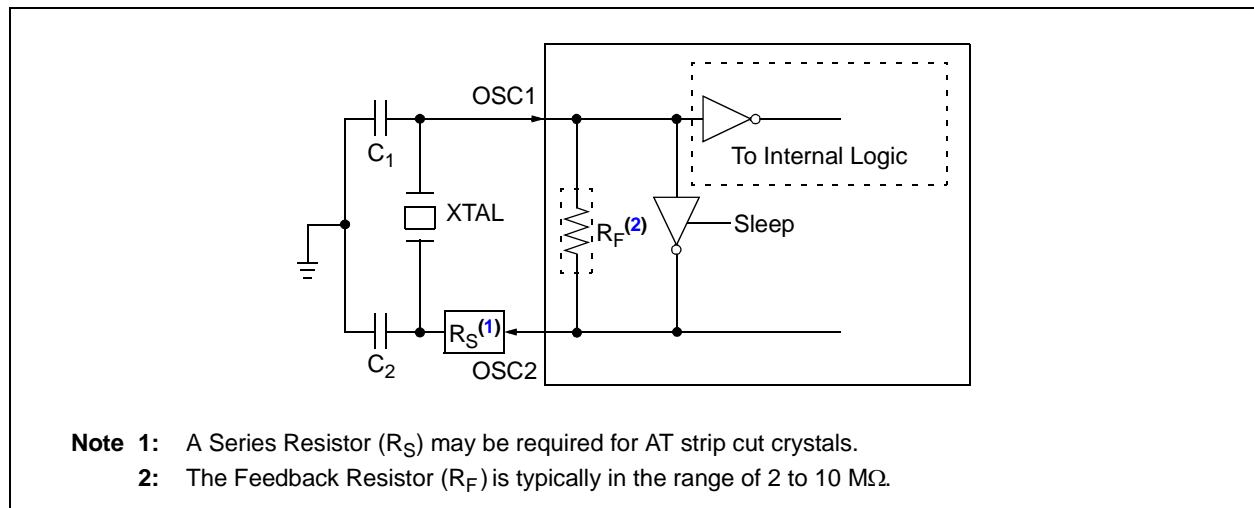 OSC1
C1
To Internal Logic
XTAL
RF(2)
Sleep
RS(1)
C2
OSC2
Note 1: A Series Resistor (RS) may be required for AT strip cut crystals.
2: The Feedback Resistor (RF) is typically in the range of 2 to 10 MΩ.